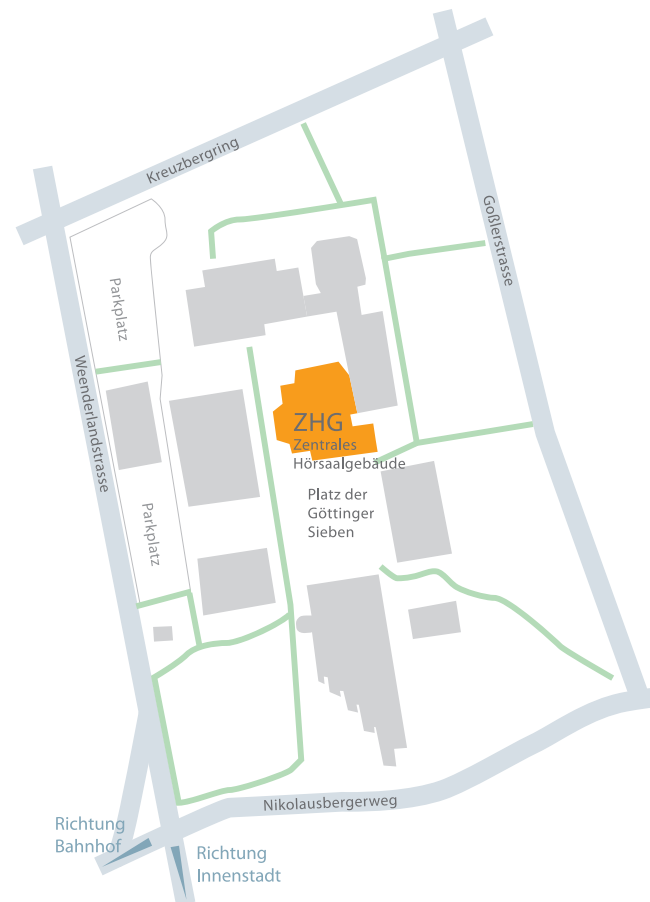 Kreuzbergring
Goßlerstrasse
Parkplatz
Weenderlandstrasse
ZHG
Zentrales
Hörsaalgebäude
Platz der
Göttinger
Sieben
Parkplatz
Nikolausbergerweg
Richtung
Bahnhof
Richtung
Innenstadt